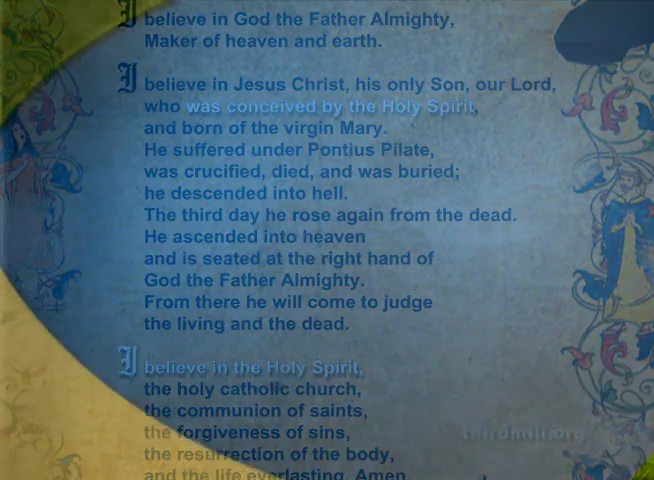 I believe in God the Father Almighty,
Maker of heaven and earth.
I believe in Jesus Christ, his only Son, our Lord,
who was conceived by the Holy Spirit,
and born of the virgin Mary.
He suffered under Pontius Pilate,
was crucified, died, and was buried;
he descended into hell.
The third day he rose again from the dead.
He ascended into heaven
and is seated at the right hand of
God the Father Almighty.
From there he will come to judge
the living and the dead.
I believe in the Holy Spirit,
the holy catholic church,
the communion of saints,
the forgiveness of sins,
the resurrection of the body,
and the life everlasting. Amen.
thirdmill.org